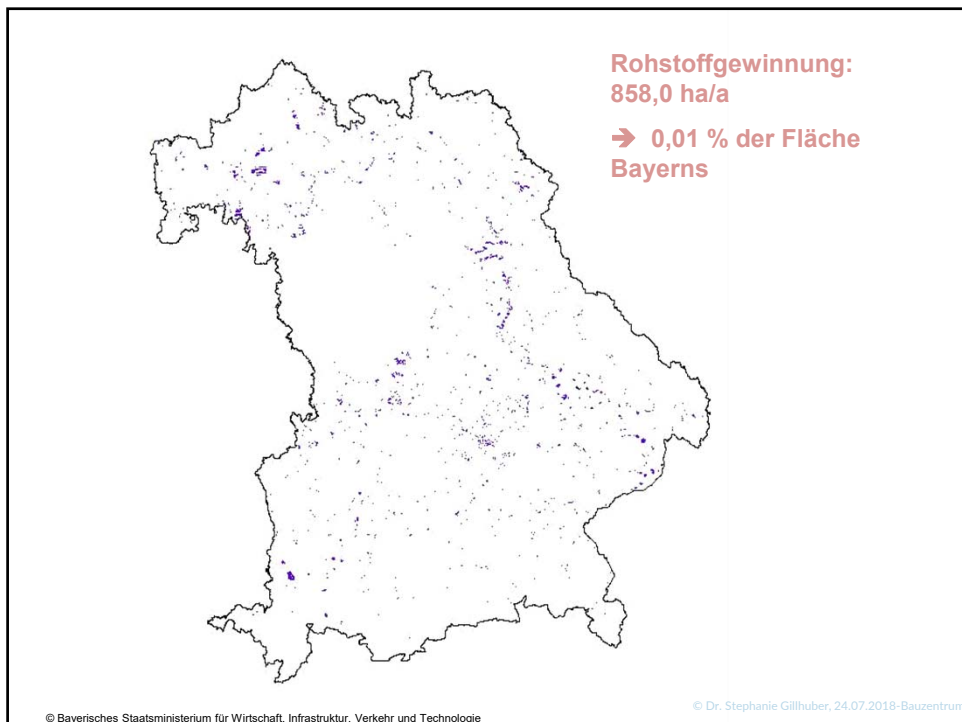 Rohstoffgewinnung:
858,0 ha/a
➔ 0,01 % der Fläche
Bayerns
© Bayerisches Staatsministerium für Wirtschaft, Infrastruktur, Verkehr und Technologie
© Dr. Stephanie Gillhuber, 24.07.2018-Bauzentrum